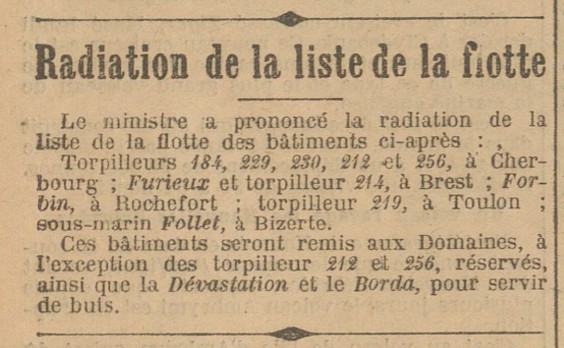 Radiation de la liste de la flotte
Le ministre a prononcé la radiation de la
liste de la flotte des bâtiments ci-après :
Torpilleurs 184, 229, 230, 212 et 256, à Cher-
bourg ; Furieux et torpilleur 214, à Brest ; For-
bin, à Rochefort ; torpilleur 219, à Toulon ;
sous-marin Follet, à Bizerte.
Ces bâtiments seront remis aux Domaines, à
l'exception des torpilleur 212 et 256, réservés,
ainsi que la Dévastation et le Borda, pour servir
de buts.